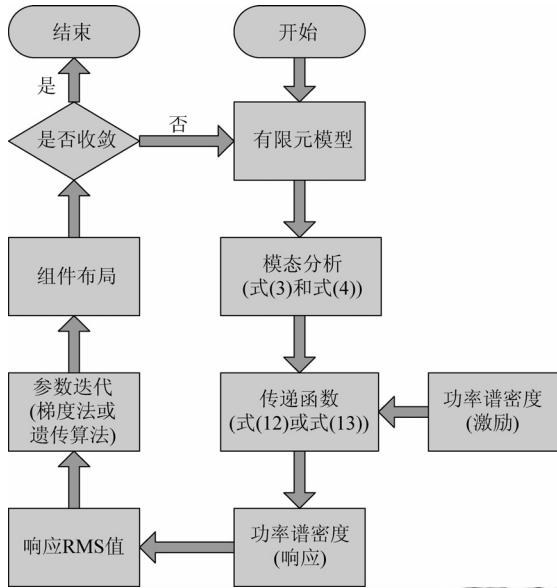 结束
开始
是
是否收敛
否
有限元模型
组件布局
模态分析
(式(3)和式(4))
参数迭代
(梯度法或
遗传算法)
传递函数
(式(12)或式(13))
功率谱密度
(激励)
响应RMS值
功率谱密度
(响应)